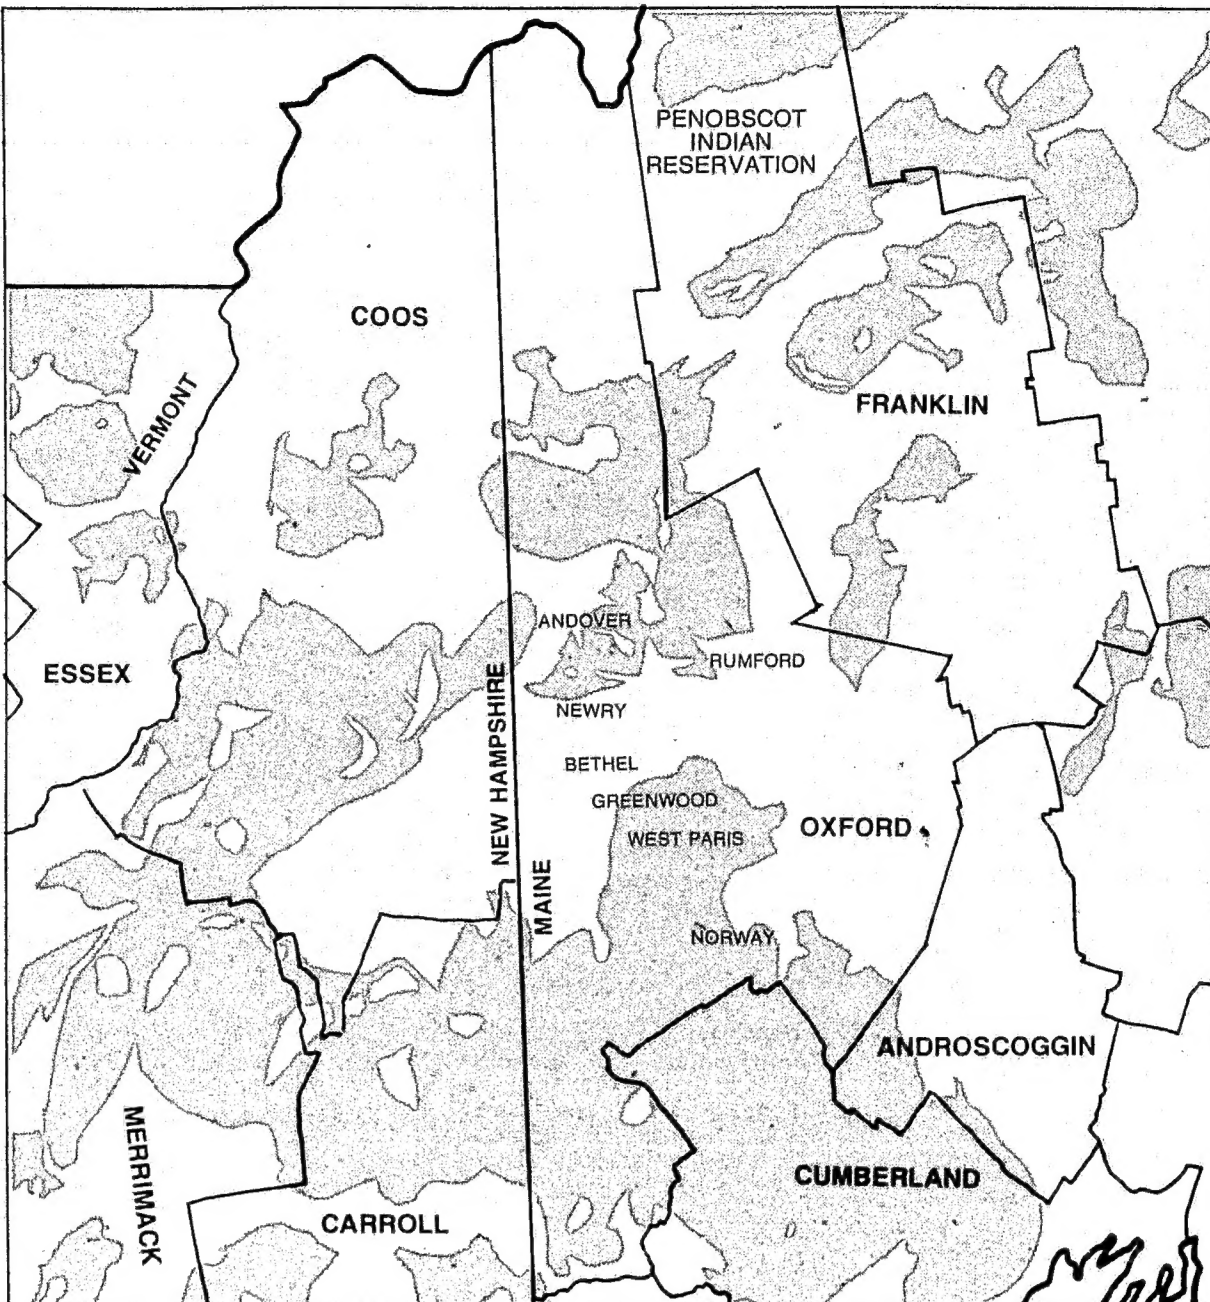 PENOBSCOT
INDIAN
RESERVATION
COOS
VERMONT
FRANKLIN
ANDOVER
RUMFORD
ESSEX
NEWRY
NEW HAMPSHIRE
BETHEL
GREENWOOD
WEST PARIS
OXFORD
MAINE
NORWAY
ANDROSCOGGIN
MERRIMACK
CUMBERLAND
CARROLL